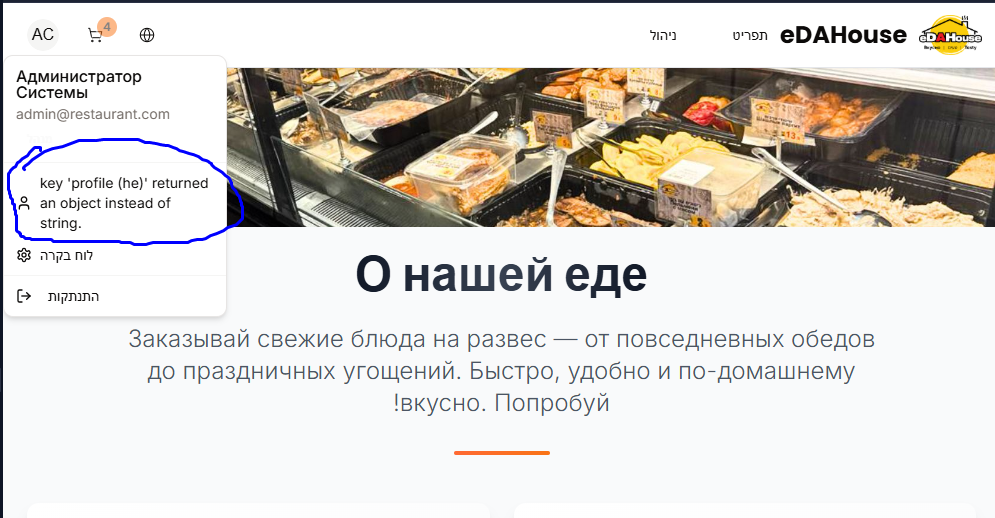 AC
4
ניהול
תפריט
eDAHouse
eDAHouse
Администратор
Системы
admin@restaurant.com
key 'profile (he)' returned
an object instead of
string.
לוח בקרה
התנתקות
О нашей еде
Заказывай свежие блюда на развес — от повседневных обедов
до праздничных угощений. Быстро, удобно и по-домашнему
!вкусно. Попробуй